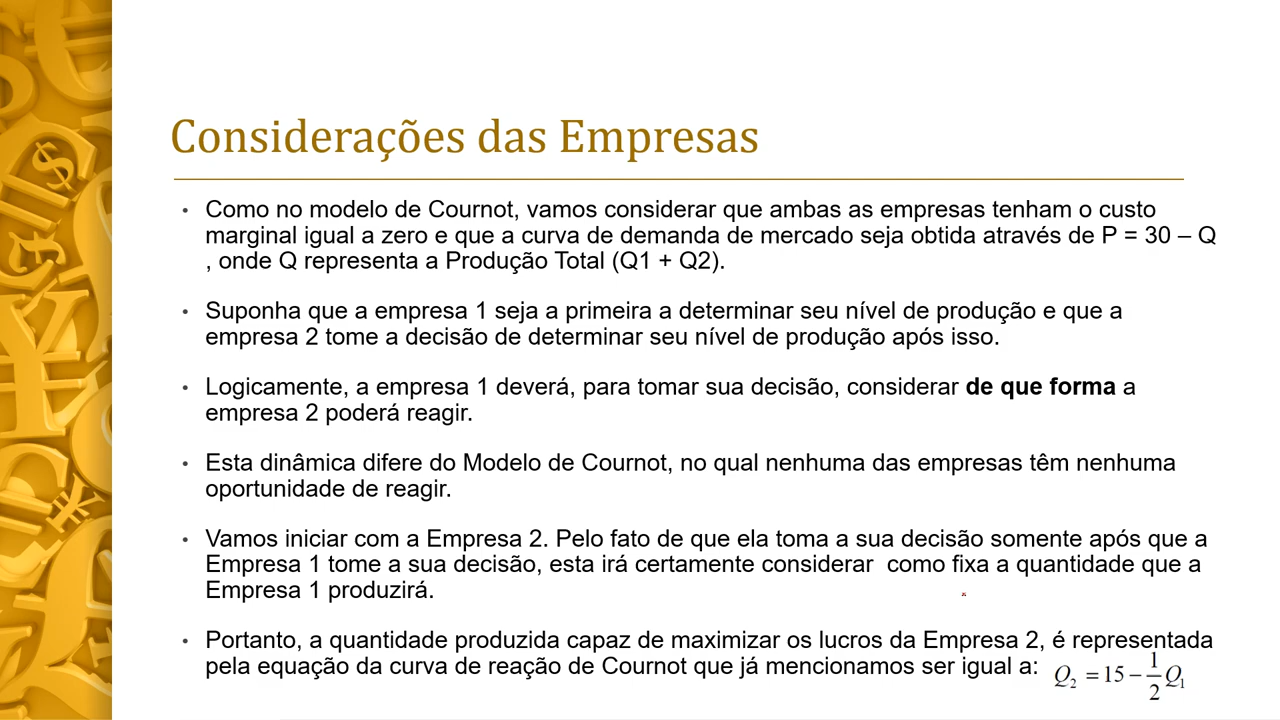 Considerações das Empresas
• Como no modelo de Cournot, vamos considerar que ambas as empresas tenham o custo
marginal igual a zero e que a curva de demanda de mercado seja obtida através de P = 30 – Q
, onde Q representa a Produção Total (Q1 + Q2).
• Suponha que a empresa 1 seja a primeira a determinar seu nível de produção e que a
empresa 2 tome a decisão de determinar seu nível de produção após isso.
• Logicamente, a empresa 1 deverá, para tomar sua decisão, considerar de que forma a
empresa 2 poderá reagir.
• Esta dinâmica difere do Modelo de Cournot, no qual nenhuma das empresas têm nenhuma
oportunidade de reagir.
• Vamos iniciar com a Empresa 2. Pelo fato de que ela toma a sua decisão somente após que a
Empresa 1 tome a sua decisão, esta irá certamente considerar  como fixa a quantidade que a
Empresa 1 produzirá.
• Portanto, a quantidade produzida capaz de maximizar os lucros da Empresa 2, é representada
pela equação da curva de reação de Cournot que já mencionamos ser igual a: Q₂ = 15 – 1/2 Q₁